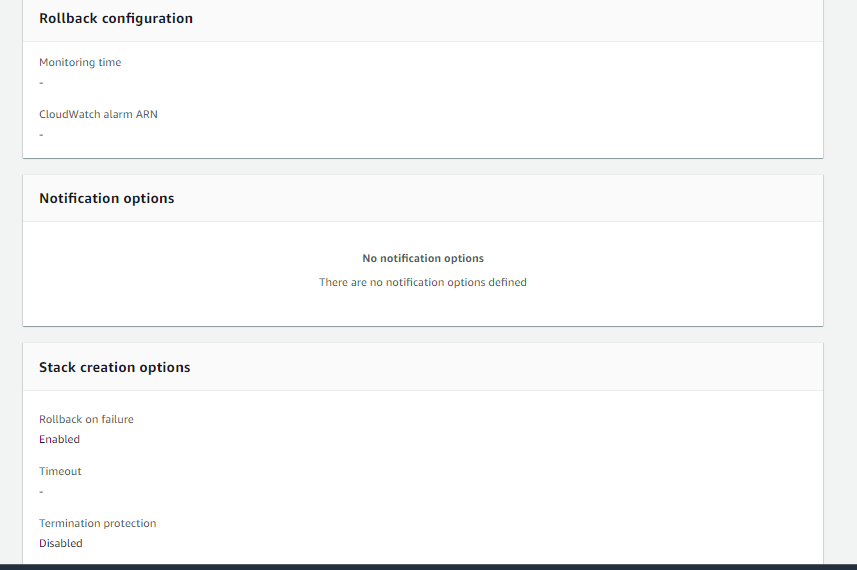 Rollback configuration
Monitoring time
-
CloudWatch alarm ARN
-
Notification options
No notification options
There are no notification options defined
Stack creation options
Rollback on failure
Enabled
Timeout
-
Termination protection
Disabled